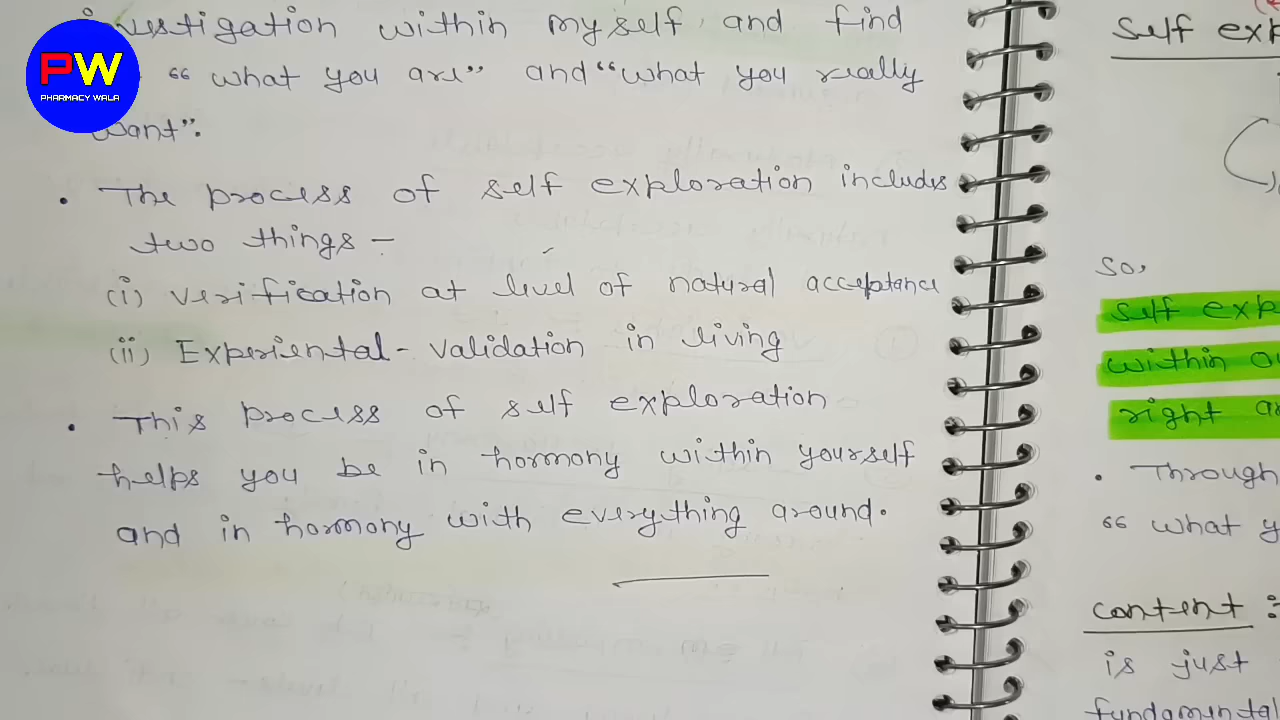 investigation within myself, and find
PW
PHARMACY WALA
“ what you are” and “what you really
want”.
• The process of self exploration includes
two things –
(i) verification at level of natural acceptance
(ii) Experiental - validation in living
• This process of self exploration
helps you be in hormony within yourself
and in hormony with everything around.
Self exp
so,
self exp
within o
right a
• Through
“ what y
content :
is just
fundamental